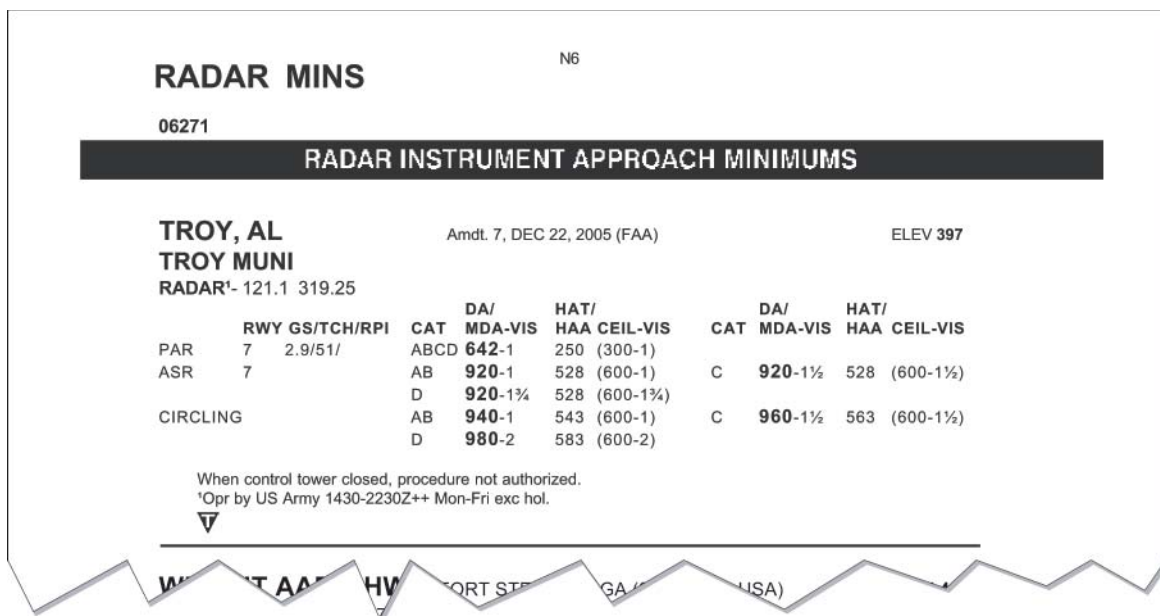 N6
RADAR MINS
06271
RADAR INSTRUMENT APPROACH MINIMUMS
TROY, AL Amdt. 7, DEC 22, 2005 (FAA) ELEV 397
TROY MUNI
RADAR¹- 121.1 319.25
DA/ HAT/ DA/ HAT/
RWY GS/TCH/RPI CAT MDA-VIS HAA CEIL-VIS CAT MDA-VIS HAA CEIL-VIS
PAR 7 2.9/51/ ABCD 642-1 250 (300-1)
ASR 7 AB 920-1 528 (600-1) C 920-1½ 528 (600-1½)
D 920-1¾ 528 (600-1¾)
CIRCLING AB 940-1 543 (600-1) C 960-1½ 563 (600-1½)
D 980-2 583 (600-2)
When control tower closed, procedure not authorized.
¹Opr by US Army 1430-2230Z++ Mon-Fri exc hol.
T